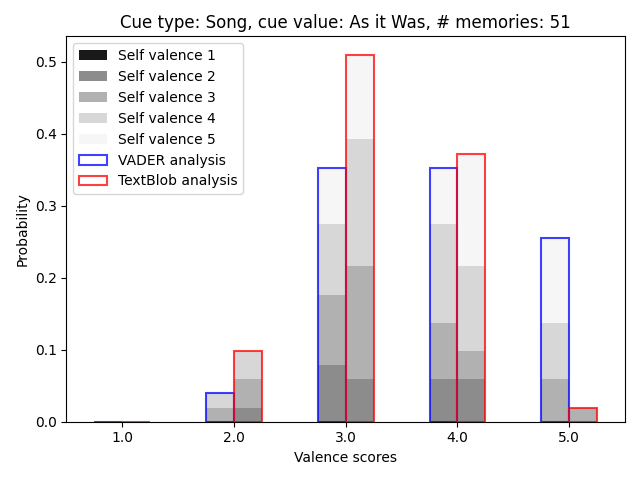 Cue type: Song, cue value: As it Was, # memories: 51
Self valence 1
Self valence 2
Self valence 3
Self valence 4
Self valence 5
VADER analysis
TextBlob analysis
Probability
0.5
0.4
0.3
0.2
0.1
0.0
1.0 2.0 3.0 4.0 5.0
Valence scores